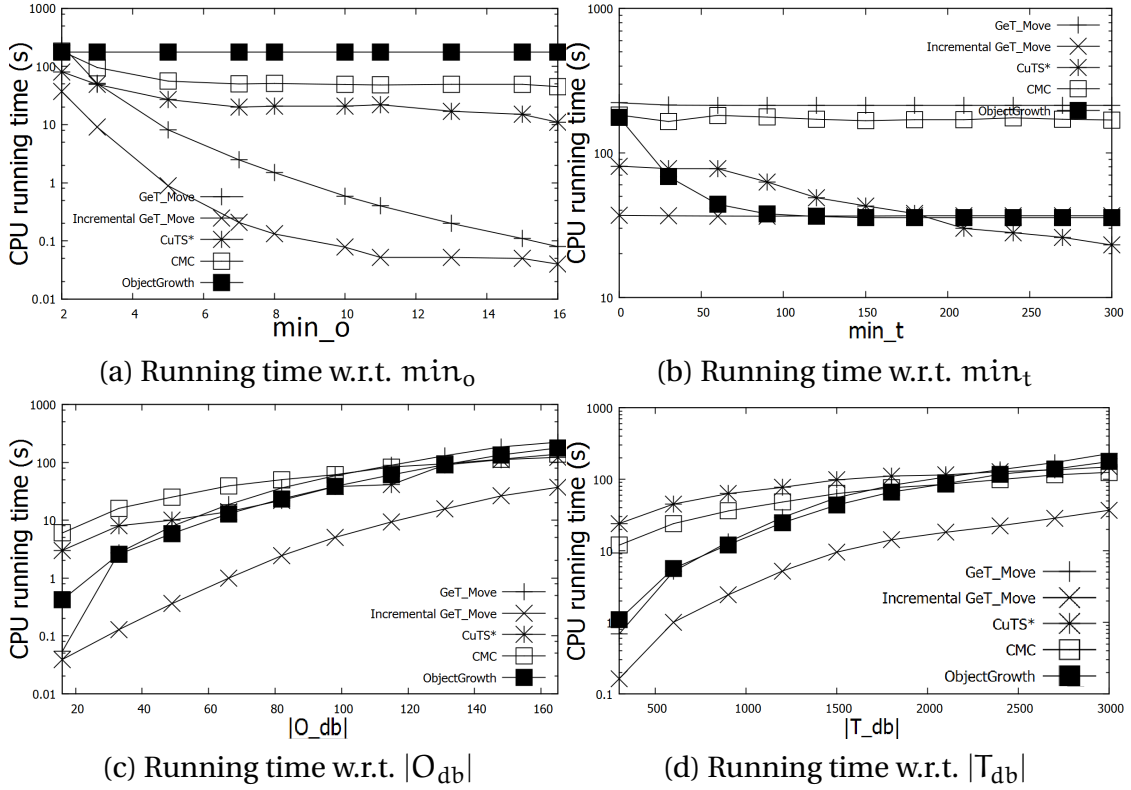 1000
100
10
1
0.1
0.01
CPU running time (s)
GeT_Move
Incremental GeT_Move
CuTS*
CMC
ObjectGrowth
2 4 6 8 10 12 14 16
min_o
(a) Running time w.r.t. min_o
1000
100
10
CPU running time (s)
GeT_Move
Incremental GeT_Move
CuTS*
CMC
ObjectGrowth
0 50 100 150 200 250 300
min_t
(b) Running time w.r.t. min_t
1000
100
10
1
0.1
0.01
CPU running time (s)
GeT_Move
Incremental GeT_Move
CuTS*
CMC
ObjectGrowth
20 40 60 80 100 120 140 160
|O_db|
(c) Running time w.r.t. |O_db|
1000
100
10
1
0.1
CPU running time (s)
GeT_Move
Incremental GeT_Move
CuTS*
CMC
ObjectGrowth
500 1000 1500 2000 2500 3000
|T_db|
(d) Running time w.r.t. |T_db|